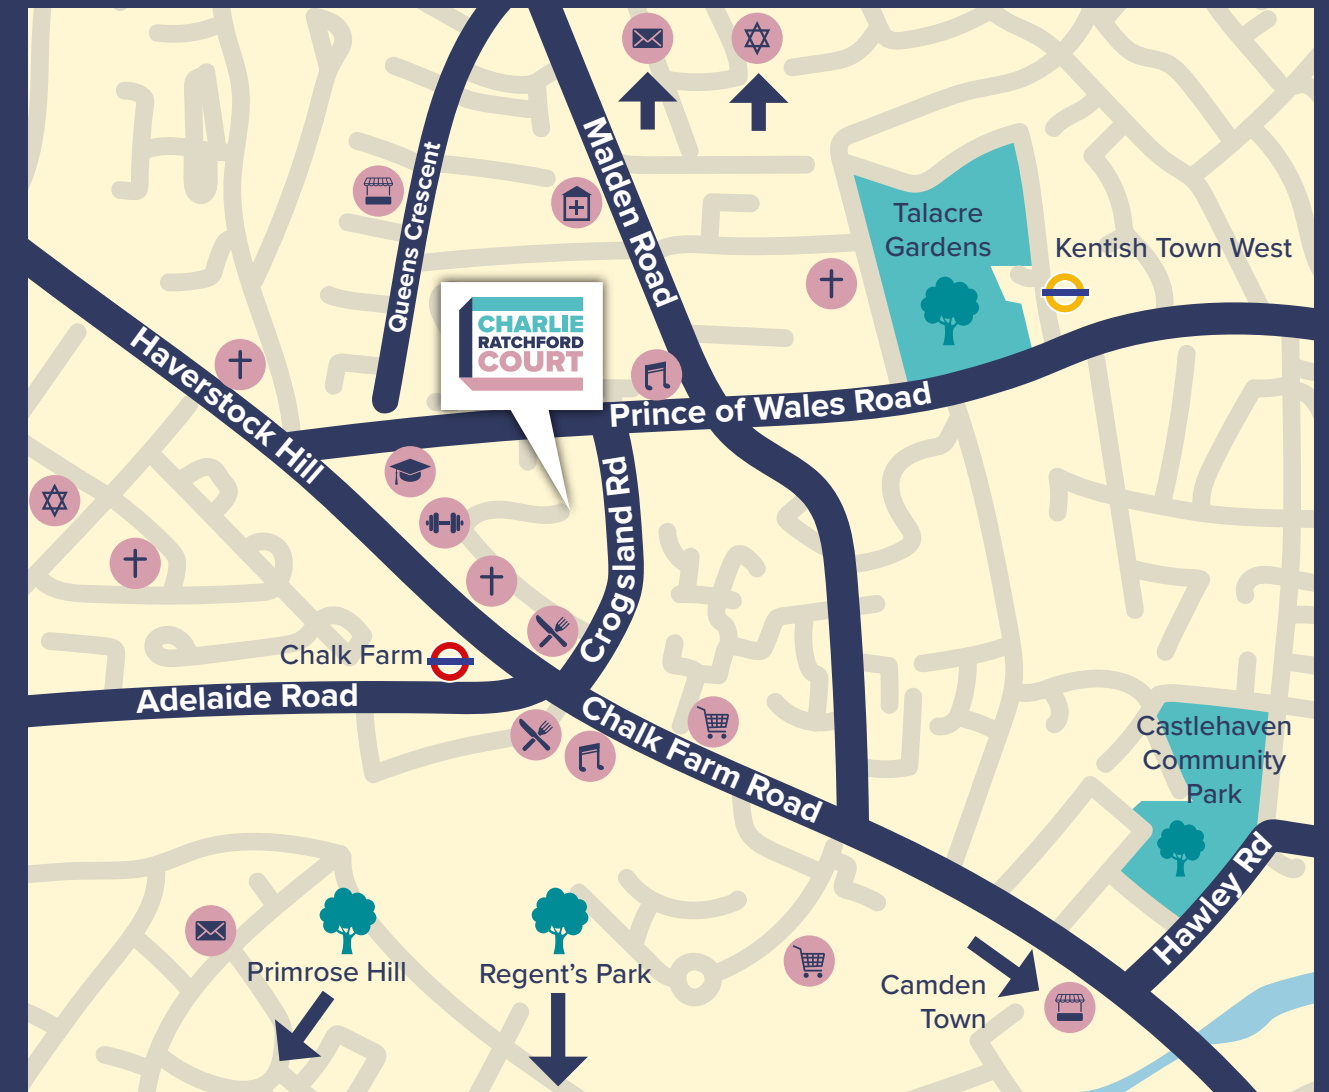 Malden Road
Queens Crescent
Talacre
Gardens
Kentish Town West
CHARLIE
RATCHFORD
COURT
Haverstock Hill
Prince of Wales Road
Crogsland Rd
Chalk Farm
Adelaide Road
Chalk Farm Road
Castlehaven
Community
Park
Hawley Rd
Primrose Hill
Regent's Park
Camden
Town